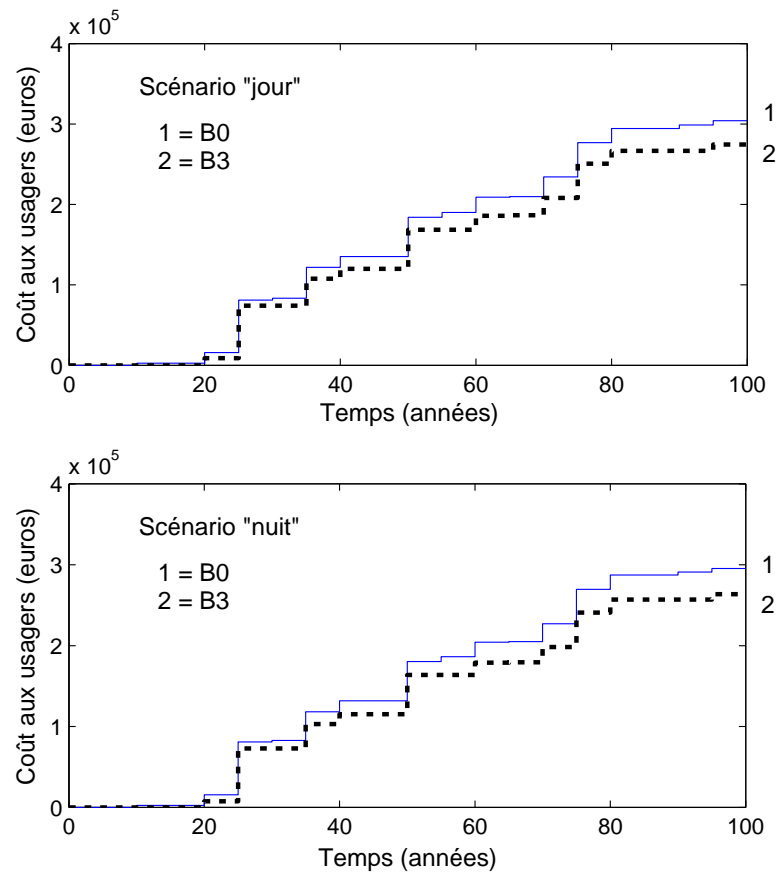 x 10^5
4
3
2
1
0
Coût aux usagers (euros)
Scénario "jour"
1 = B0
2 = B3
1
2
0 20 40 60 80 100
Temps (années)
x 10^5
4
3
2
1
0
Coût aux usagers (euros)
Scénario "nuit"
1 = B0
2 = B3
1
2
0 20 40 60 80 100
Temps (années)